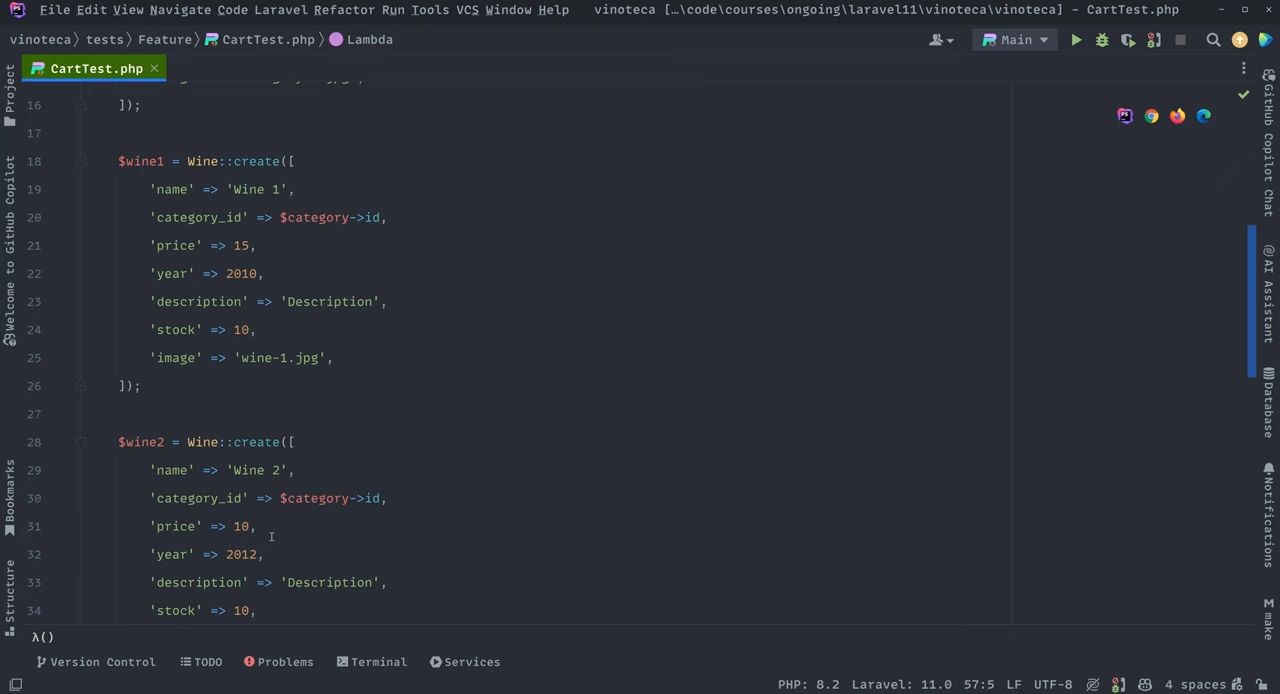 File Edit View Navigate Code Laravel Refactor Run Tools VCS Window Help vinoteca […\code\courses\ongoing\laravel11\vinoteca\vinoteca] - CartTest.php
vinoteca tests Feature CartTest.php Lambda
Main
CartTest.php
16 ]);
17
18 $wine1 = Wine::create([
19 'name' => 'Wine 1',
20 'category_id' => $category->id,
21 'price' => 15,
22 'year' => 2010,
23 'description' => 'Description',
24 'stock' => 10,
25 'image' => 'wine-1.jpg',
26 ]);
27
28 $wine2 = Wine::create([
29 'name' => 'Wine 2',
30 'category_id' => $category->id,
31 'price' => 10,
32 'year' => 2012,
33 'description' => 'Description',
34 'stock' => 10,
λ()
Project
Welcome to GitHub Copilot
Bookmarks
Structure
GitHub Copilot Chat
AI Assistant
Database
Notifications
M make
Version Control TODO Problems Terminal Services
PHP: 8.2 Laravel: 11.0 57:5 LF UTF-8 4 spaces